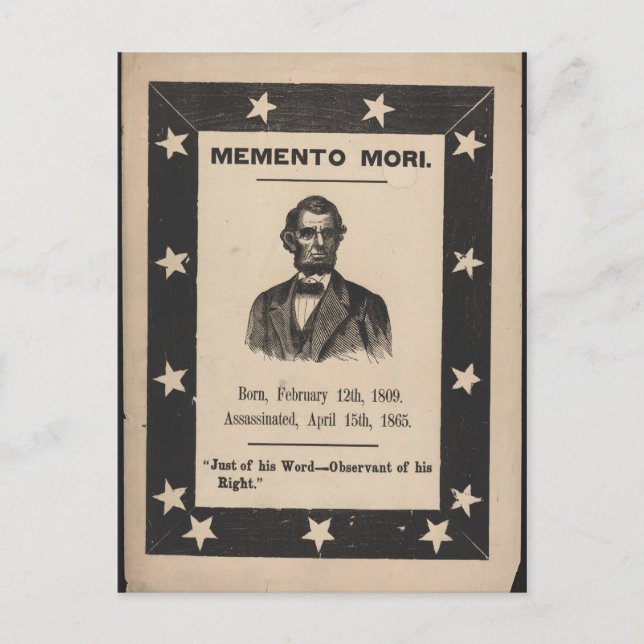 MEMENTO MORI.
Born, February 12th, 1809.
Assassinated, April 15th, 1865.
"Just of his Word—Observant of his
Right."